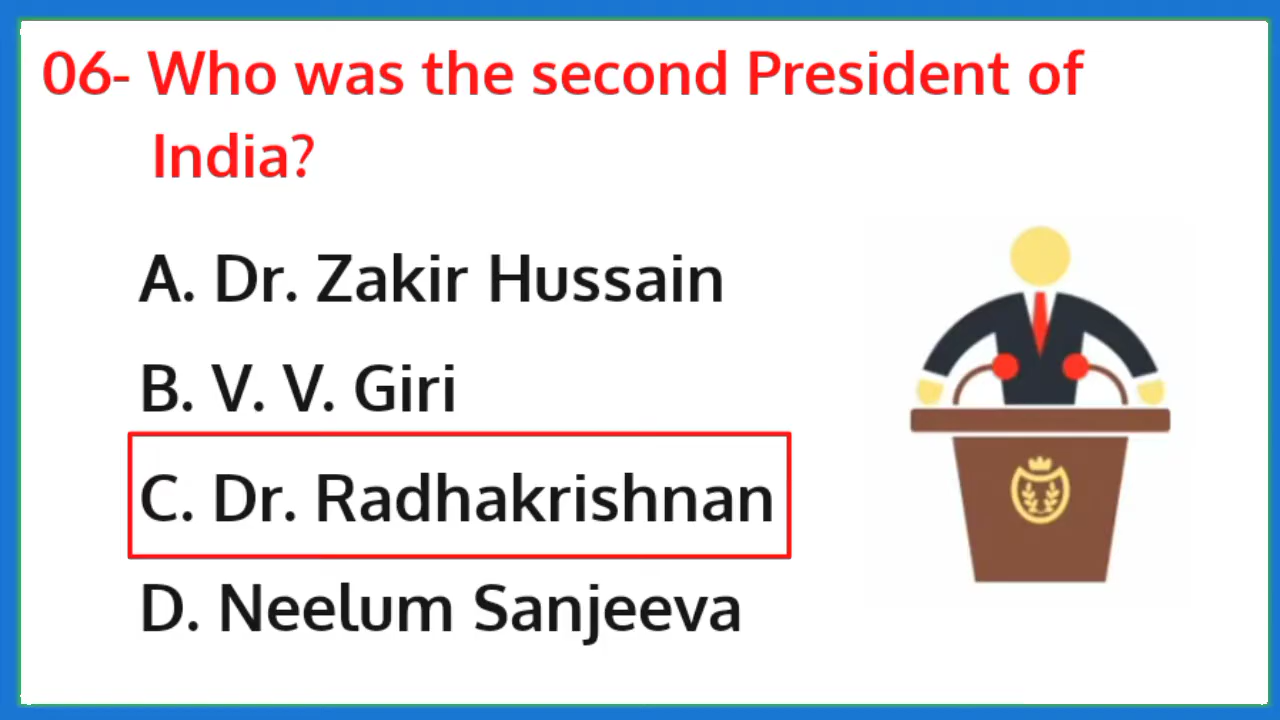 06- Who was the second President of
India?
A. Dr. Zakir Hussain
B. V. V. Giri
C. Dr. Radhakrishnan
D. Neelum Sanjeeva